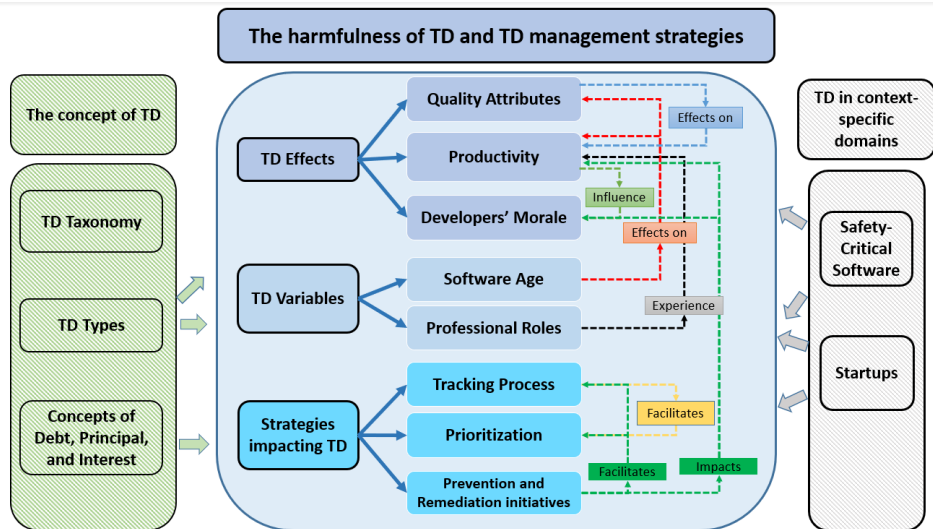 The harmfulness of TD and TD management strategies
The concept of TD
TD Taxonomy
TD Types
Concepts of
Debt, Principal,
and Interest
TD Effects
Quality Attributes
Productivity
Developers’ Morale
Effects on
Influence
Effects on
TD Variables
Software Age
Professional Roles
Experience
Strategies
impacting TD
Tracking Process
Prioritization
Prevention and
Remediation initiatives
Facilitates
Facilitates
Impacts
TD in context-
specific
domains
Safety-
Critical
Software
Startups